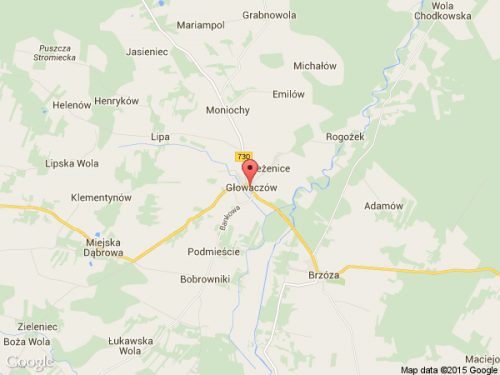 Grabnowola
Wola
Chodkowska
Mariampol
Puszcza
Stromiecka
Jasieniec
Michałów
Emilów
Helenów
Henryków
Moniochy
Lipa
Rogożek
730
Lipska Wola
eżenice
Głowaczów
Klementynów
Bankowa
Adamów
Miejska
Dąbrowa
Podmieście
Bobrowniki
Brzóza
Zieleniec
Boża Wola
Łukawska
Wola
Maciejo
Google
Map data ©2015 Google